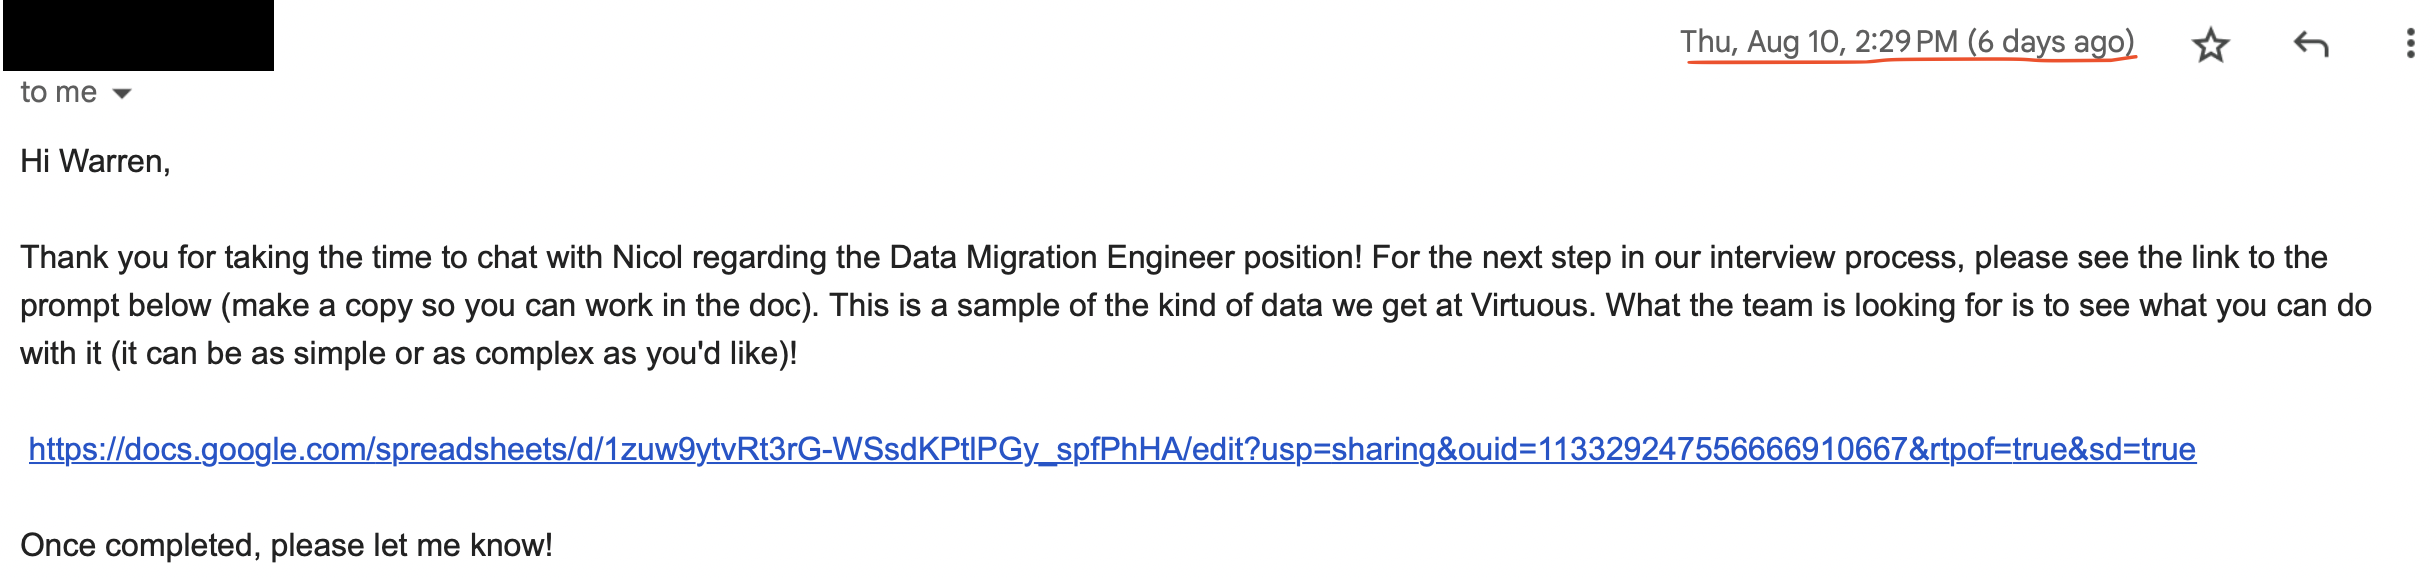 Thu, Aug 10, 2:29 PM (6 days ago)
to me
Hi Warren,
Thank you for taking the time to chat with Nicol regarding the Data Migration Engineer position! For the next step in our interview process, please see the link to the
prompt below (make a copy so you can work in the doc). This is a sample of the kind of data we get at Virtuous. What the team is looking for is to see what you can do
with it (it can be as simple or as complex as you'd like)!
https://docs.google.com/spreadsheets/d/1zuw9ytvRt3rG-WSsdKPtlPGy_spfPhHA/edit?usp=sharing&ouid=113329247556666910667&rtpof=true&sd=true
Once completed, please let me know!